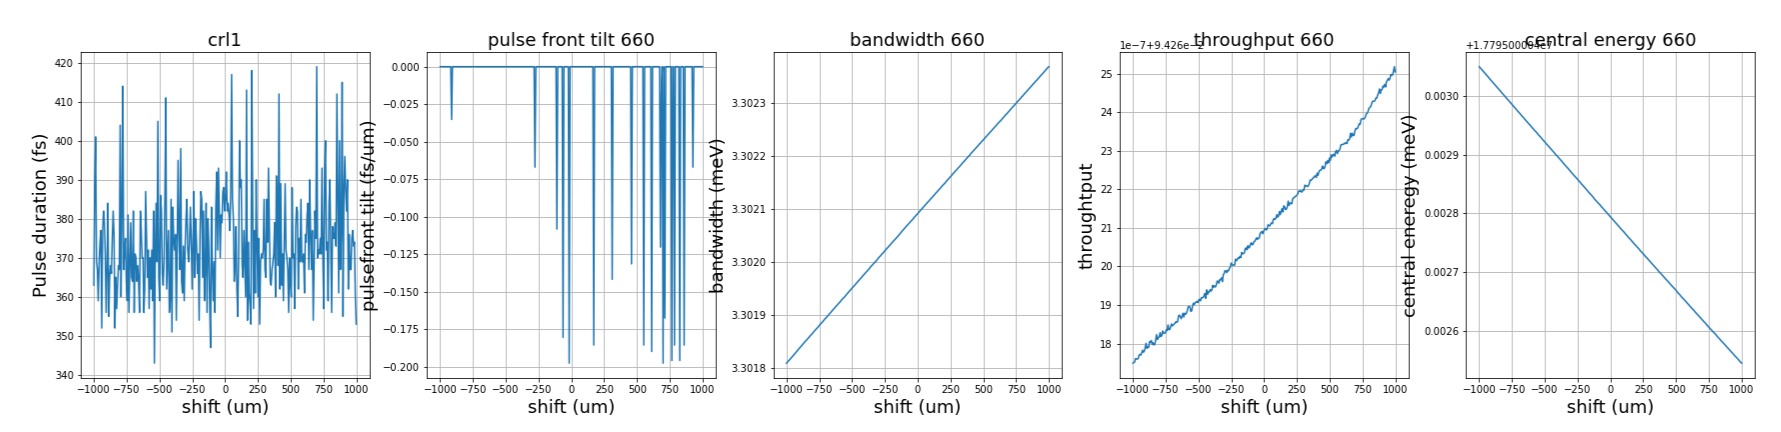 crl1
Pulse duration (fs)
420
410
400
390
380
370
360
350
340
−1000 −750 −500 −250 0 250 500 750 1000
shift (um)
pulse front tilt 660
pulsefront tilt (fs/um)
0.000
−0.025
−0.050
−0.075
−0.100
−0.125
−0.150
−0.175
−0.200
−1000 −750 −500 −250 0 250 500 750 1000
shift (um)
bandwidth 660
bandwidth (meV)
3.3023
3.3022
3.3021
3.3020
3.3019
3.3018
−1000 −750 −500 −250 0 250 500 750 1000
shift (um)
throughput 660
1e−7+9.426e−2
throughtput
25
24
23
22
21
20
19
18
−1000 −750 −500 −250 0 250 500 750 1000
shift (um)
central energy 660
central eneregy (meV)
0.0030
0.0029
0.0028
0.0027
0.0026
−1000 −750 −500 −250 0 250 500 750 1000
shift (um)